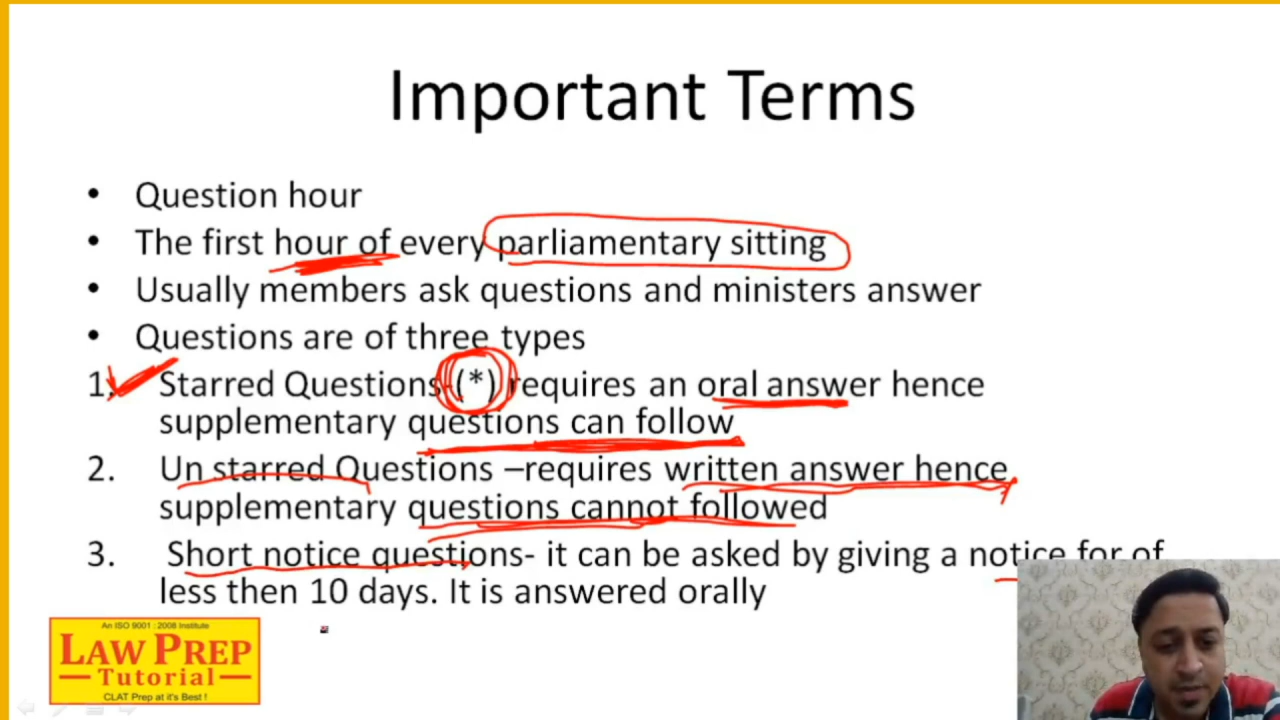 Important Terms
• Question hour
• The first hour of every parliamentary sitting
• Usually members ask questions and ministers answer
• Questions are of three types
1. Starred Questions-(*) requires an oral answer hence
supplementary questions can follow
2. Un starred Questions –requires written answer hence
supplementary questions cannot followed
3. Short notice questions- it can be asked by giving a notice for of
less then 10 days. It is answered orally
An ISO 9001 : 2008 Institute
LAW PREP
Tutorial
CLAT Prep at it's Best !